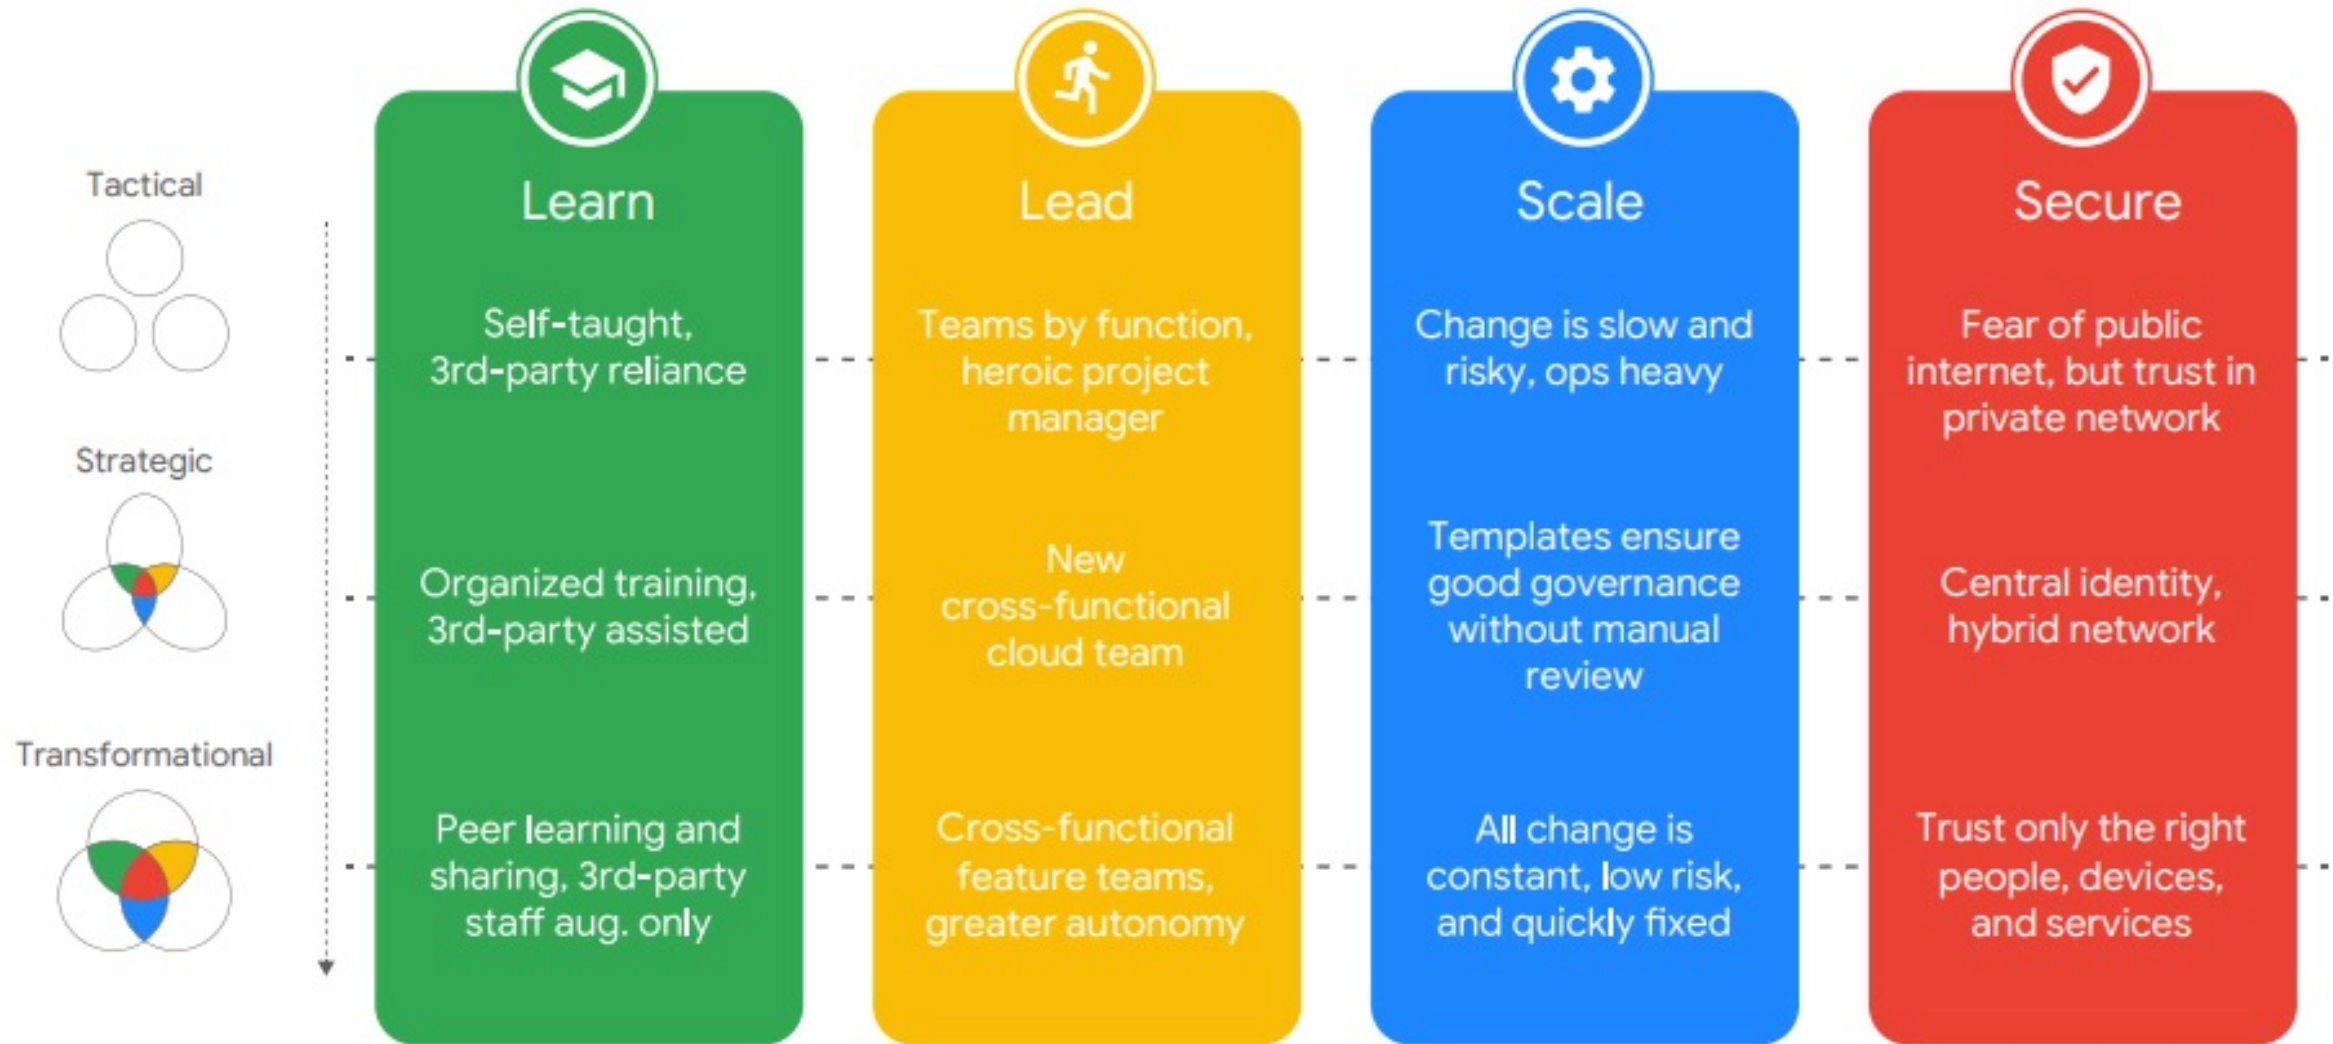 Tactical
Strategic
Transformational
Learn
Self-taught,
3rd-party reliance
Organized training,
3rd-party assisted
Peer learning and
sharing, 3rd-party
staff aug. only
Lead
Teams by function,
heroic project
manager
New
cross-functional
cloud team
Cross-functional
feature teams,
greater autonomy
Scale
Change is slow and
risky, ops heavy
Templates ensure
good governance
without manual
review
All change is
constant, low risk,
and quickly fixed
Secure
Fear of public
internet, but trust in
private network
Central identity,
hybrid network
Trust only the right
people, devices,
and services